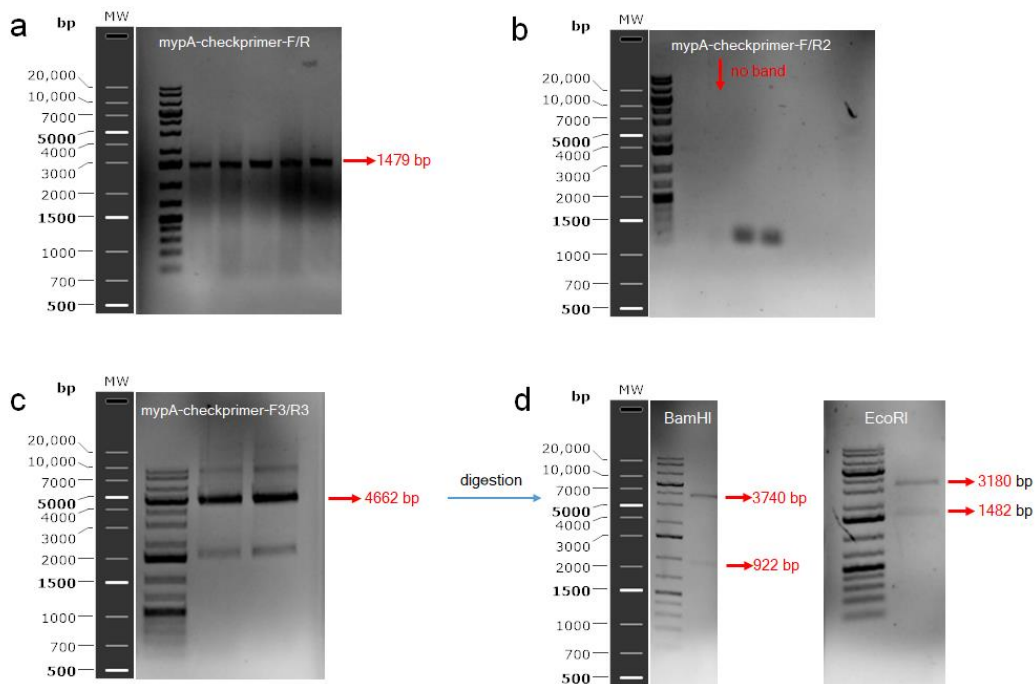 a
bp
MW
mypA-checkprimer-F/R
20,000
10,000
7000
5000
4000
3000
2000
1500
1000
700
500
1479 bp
b
bp
MW
mypA-checkprimer-F/R2
no band
20,000
10,000
7000
5000
4000
3000
2000
1500
1000
700
500
c
bp
MW
mypA-checkprimer-F3/R3
20,000
10,000
7000
5000
4000
3000
2000
1500
1000
700
500
4662 bp
digestion
d
bp
MW
BamHI
20,000
10,000
7000
5000
4000
3000
2000
1500
1000
700
500
3740 bp
922 bp
EcoRI
3180 bp
1482 bp